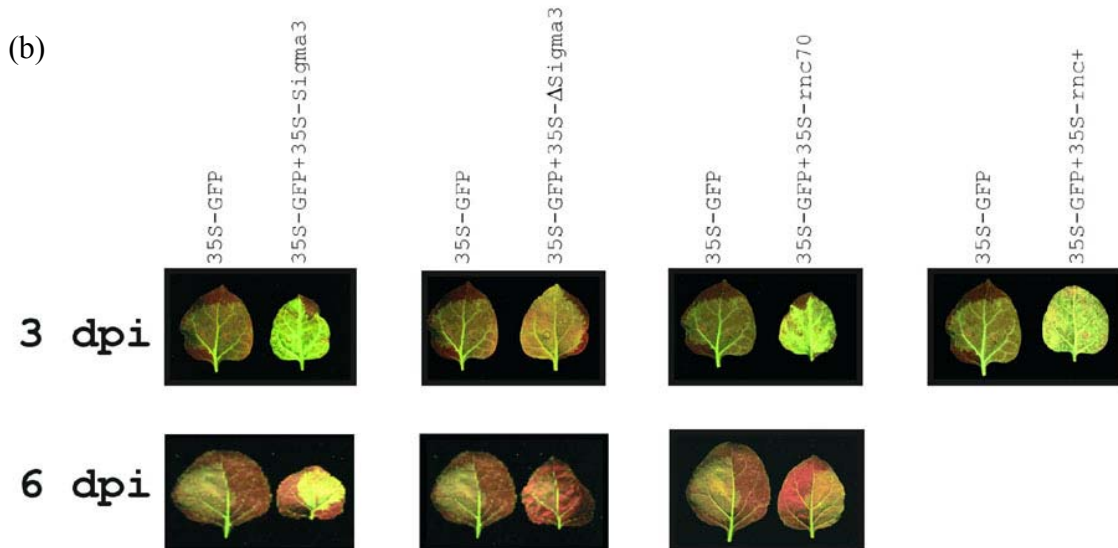 (b)
35S-GFP
35S-GFP+35S-Sigma3
35S-GFP
35S-GFP+35S-ΔSigma3
35S-GFP
35S-GFP+35S-rnc70
35S-GFP
35S-GFP+35S-rnc+
3 dpi
6 dpi